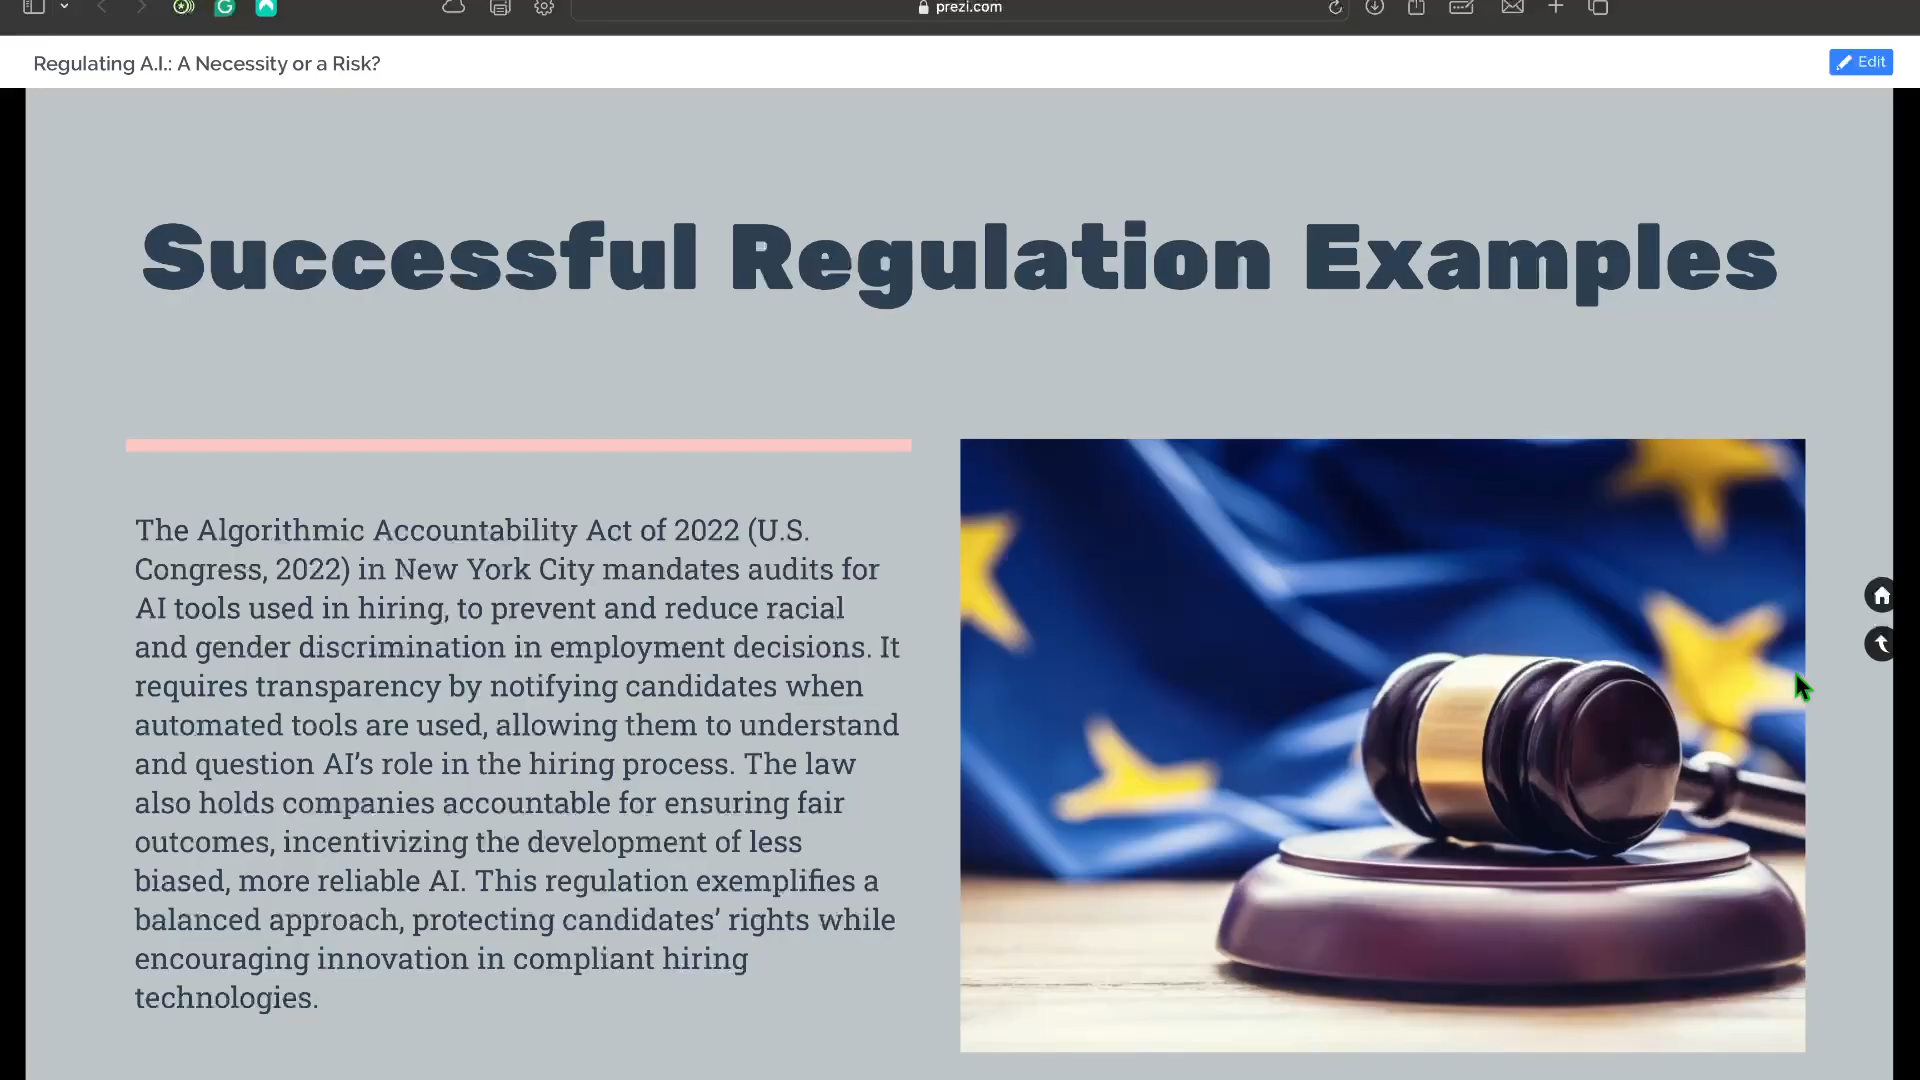 prezi.com
Regulating A.I.: A Necessity or a Risk?
Edit
Successful Regulation Examples
The Algorithmic Accountability Act of 2022 (U.S.
Congress, 2022) in New York City mandates audits for
AI tools used in hiring, to prevent and reduce racial
and gender discrimination in employment decisions. It
requires transparency by notifying candidates when
automated tools are used, allowing them to understand
and question AI’s role in the hiring process. The law
also holds companies accountable for ensuring fair
outcomes, incentivizing the development of less
biased, more reliable AI. This regulation exemplifies a
balanced approach, protecting candidates’ rights while
encouraging innovation in compliant hiring
technologies.